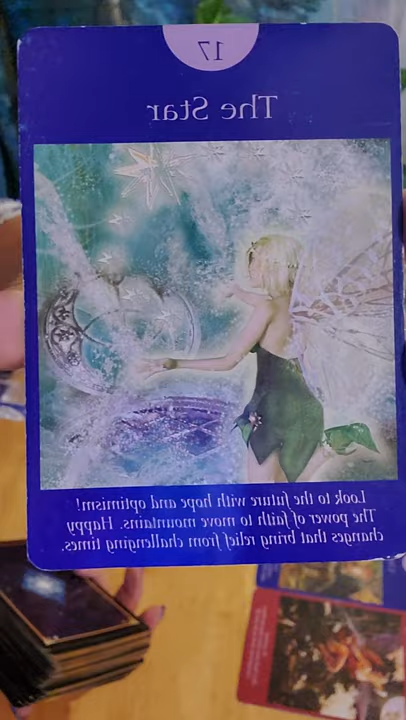 17
The Star
Look to the future with hope and optimism!
The power of faith to move mountains. Happy
changes that bring relief from challenging times.